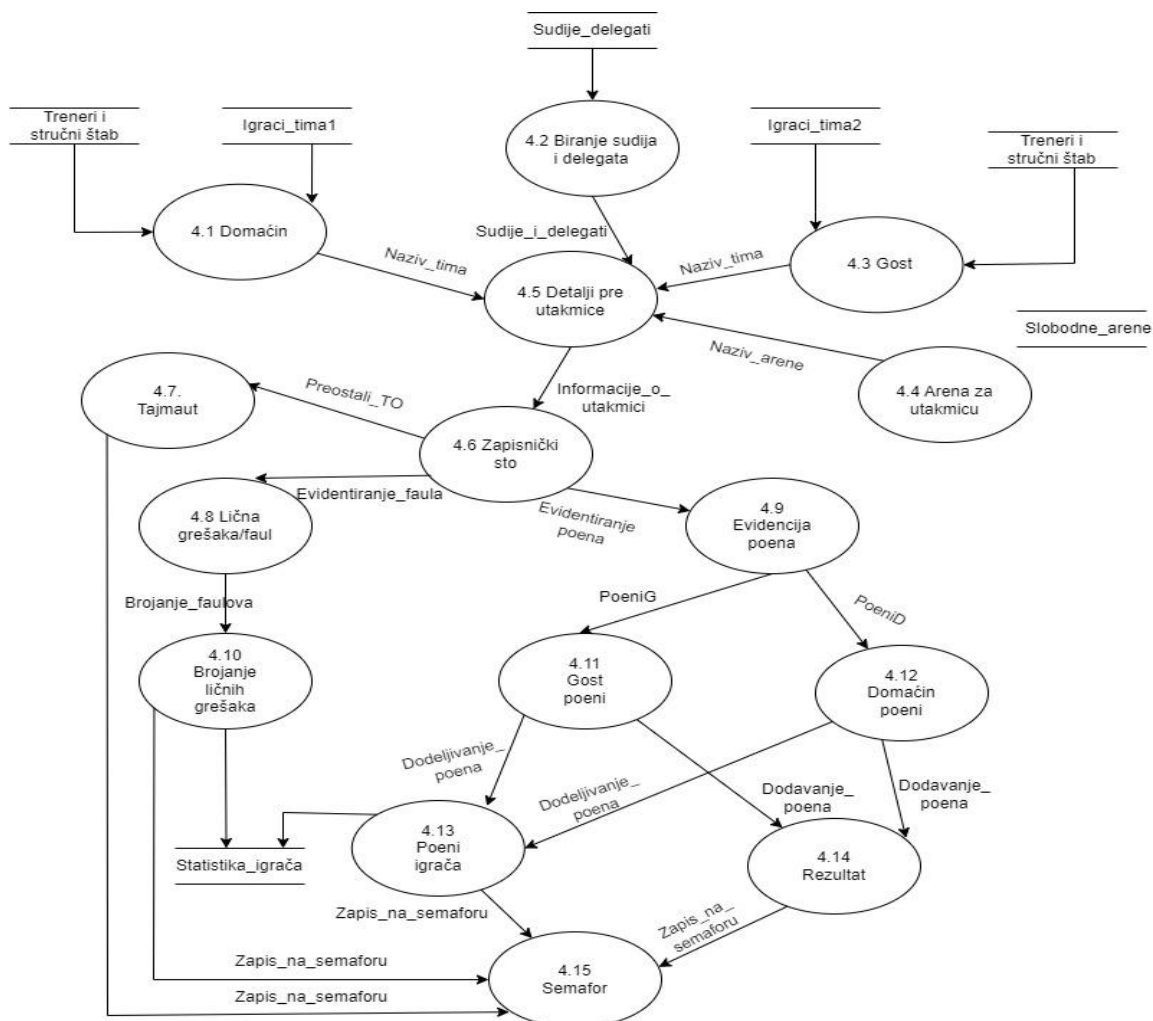 Sudije_delegati
Treneri i
stručni štab
Igraci_tima1
4.2 Biranje sudija
i delegata
Igraci_tima2
Treneri i
stručni štab
4.1 Domaćin
Sudije_i_delegati
Naziv_tima
Naziv_tima
4.3 Gost
4.5 Detalji pre
utakmice
Slobodne_arene
Naziv_arene
4.4 Arena za
utakmicu
4.7.
Tajmaut
Preostali_TO
Informacije_o_
utakmici
4.6 Zapisnički
sto
Evidentiranje_faula
4.8 Lična
grešaka/faul
Evidentiranje
poena
4.9
Evidencija
poena
Brojanje_faulova
PoeniG
PoeniD
4.10
Brojanje
ličnih
grešaka
4.11
Gost
poeni
4.12
Domaćin
poeni
Dodeljivanje_
poena
Dodeljivanje_
poena
Dodavanje_
poena
Dodavanje_
poena
4.13
Poeni
igrača
4.14
Rezultat
Statistika_igrača
Zapis_na_semaforu
Zapis_na_
semaforu
Zapis_na_semaforu
4.15
Semafor
Zapis_na_semaforu